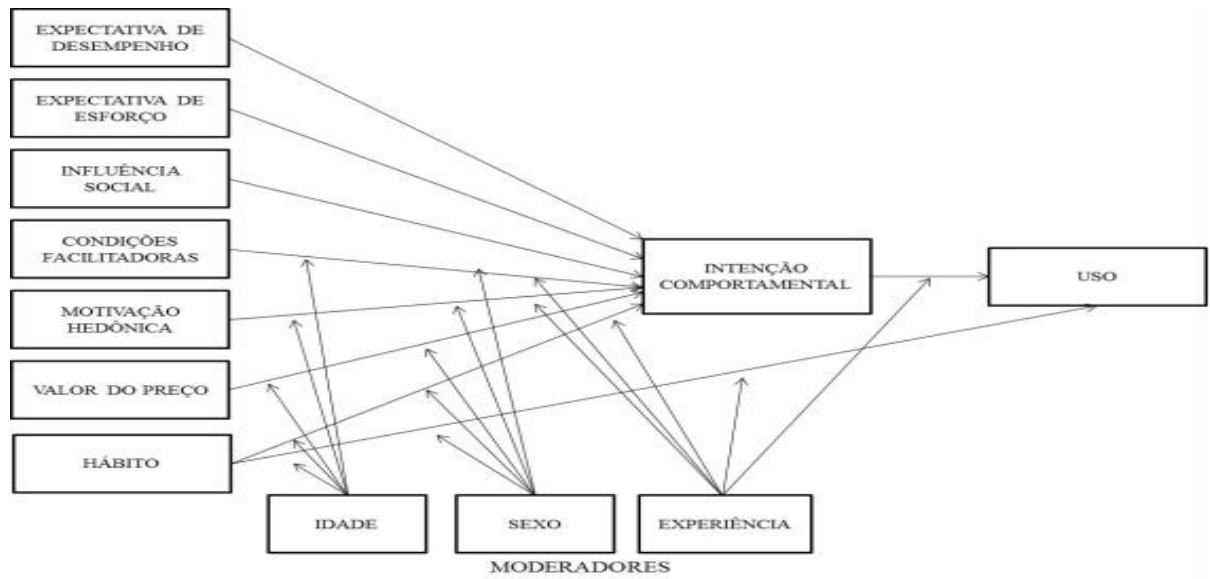 EXPECTATIVA DE
DESEMPENHO
EXPECTATIVA DE
ESFORÇO
INFLUÊNCIA
SOCIAL
CONDIÇÕES
FACILITADORAS
MOTIVAÇÃO
HEDÔNICA
VALOR DO PREÇO
HÁBITO
INTENÇÃO
COMPORTAMENTAL
USO
IDADE
SEXO
EXPERIÊNCIA
MODERADORES